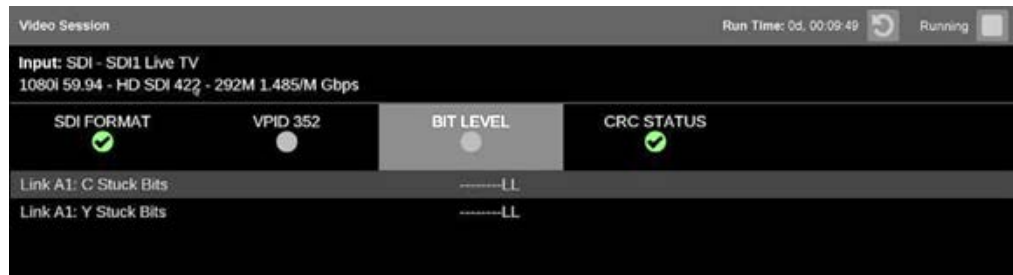 Video Session Run Time: 0d, 00:09:49 Running
Input: SDI - SDI1 Live TV
1080i 59.94 - HD SDI 422 - 292M 1.485/M Gbps
SDI FORMAT VPID 352 BIT LEVEL CRC STATUS
Link A1: C Stuck Bits --------LL
Link A1: Y Stuck Bits --------LL